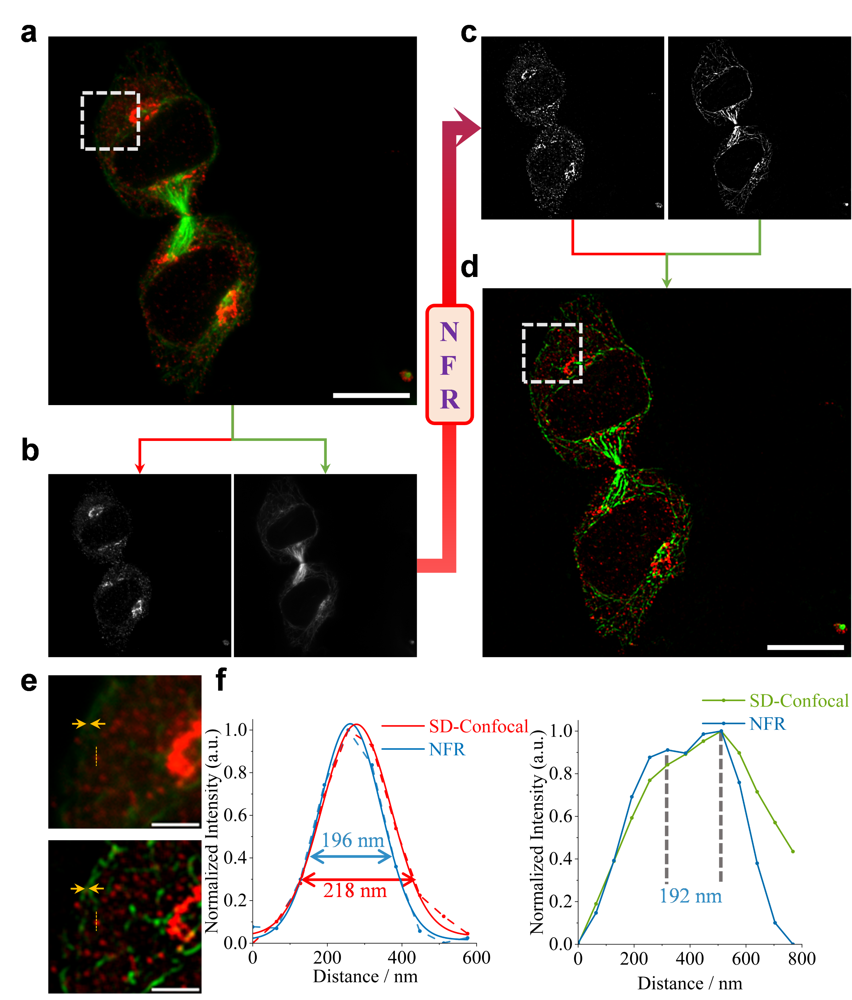 a
c
N
F
R
d
b
e
f
SD-Confocal
NFR
Normalized Intensity (a.u.)
1.0
0.8
0.6
0.4
0.2
0.0
196 nm
218 nm
0 200 400 600
Distance / nm
SD-Confocal
NFR
Normalized Intensity (a.u.)
1.0
0.8
0.6
0.4
0.2
0.0
192 nm
0 200 400 600 800
Distance / nm